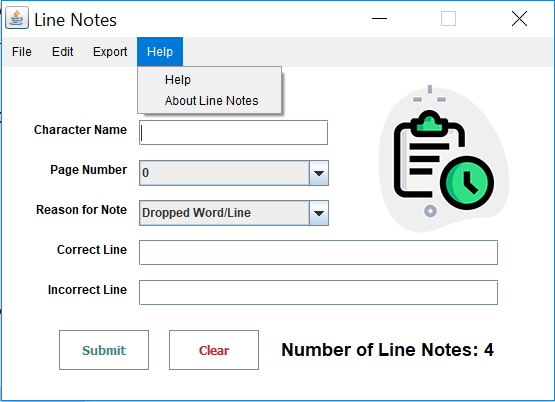 Line Notes
File Edit Export Help
Help
About Line Notes
Character Name
Page Number 0
Reason for Note Dropped Word/Line
Correct Line
Incorrect Line
Submit Clear Number of Line Notes: 4